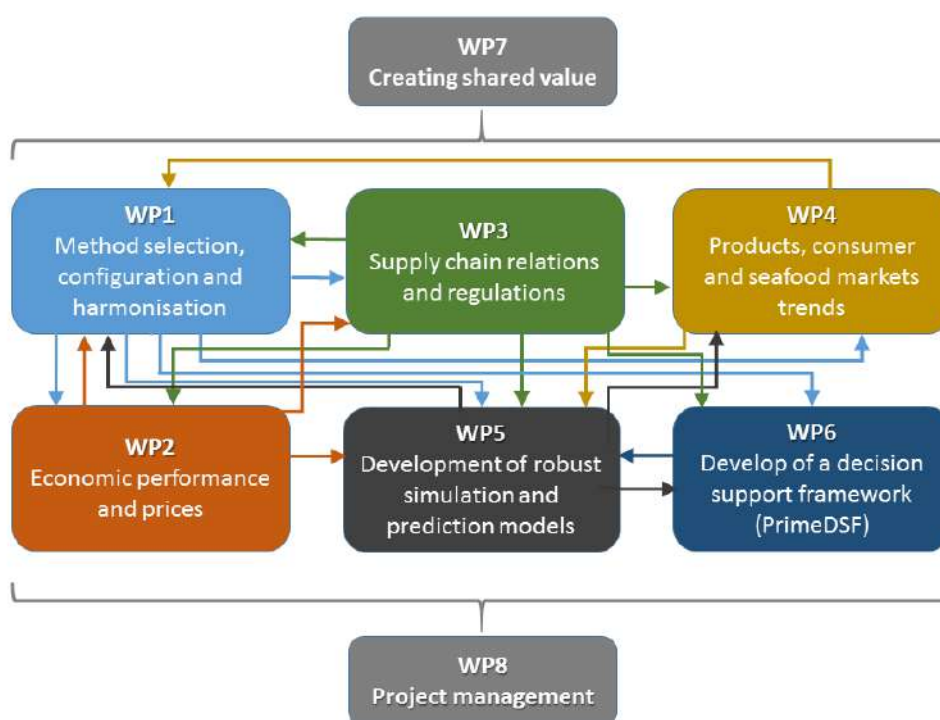 WP7
Creating shared value
WP1
Method selection,
configuration and
harmonisation
WP3
Supply chain relations
and regulations
WP4
Products, consumer
and seafood markets
trends
WP2
Economic performance
and prices
WP5
Development of robust
simulation and
prediction models
WP6
Develop of a decision
support framework
(PrimeDSF)
WP8
Project management